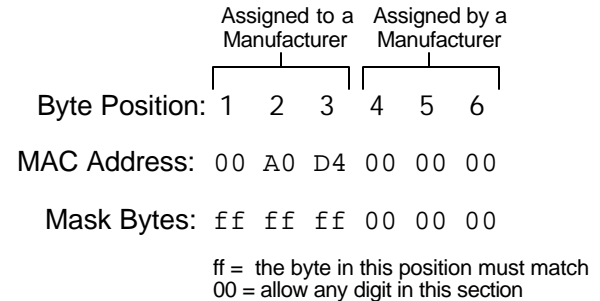 Assigned to a Assigned by a
Manufacturer Manufacturer
Byte Position: 1 2 3 4 5 6
MAC Address: 00 A0 D4 00 00 00
Mask Bytes: ff ff ff 00 00 00
ff = the byte in this position must match
00 = allow any digit in this section